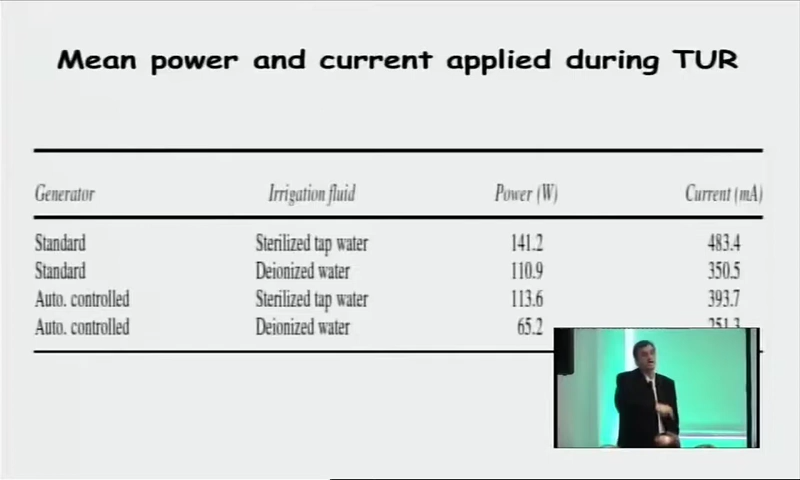 Mean power and current applied during TUR
Generator Irrigation fluid Power (W) Current (mA)
Standard Sterilized tap water 141.2 483.4
Standard Deionized water 110.9 350.5
Auto. controlled Sterilized tap water 113.6 393.7
Auto. controlled Deionized water 65.2